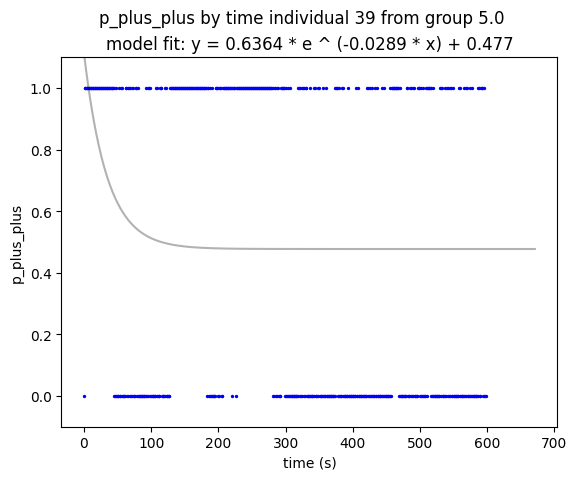 p_plus_plus by time individual 39 from group 5.0
model fit: y = 0.6364 * e ^ (-0.0289 * x) + 0.477
1.0
0.8
0.6
0.4
0.2
0.0
p_plus_plus
0 100 200 300 400 500 600 700
time (s)